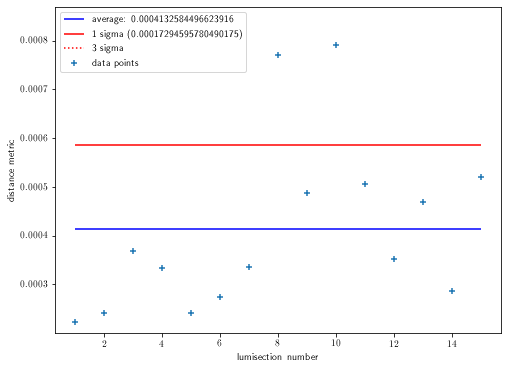 average: 0.0004132584496623916
1 sigma (0.00017294595780490175)
3 sigma
data points
0.0008
0.0007
0.0006
0.0005
0.0004
0.0003
distance metric
2 4 6 8 10 12 14
lumisection number